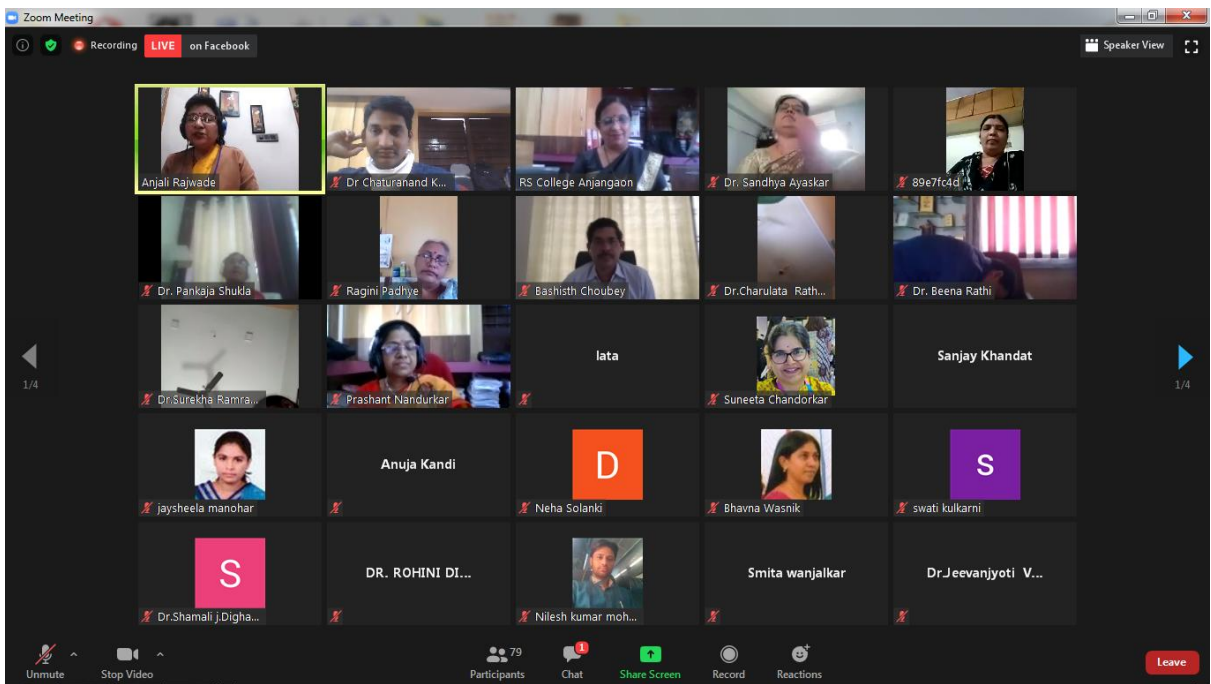 Zoom Meeting
Recording LIVE on Facebook
Speaker View
Anjali Rajwade
Dr Chaturanand K...
RS College Anjangaon
Dr. Sandhya Ayaskar
89e7fc4d
Dr. Pankaja Shukla
Ragini Padhye
Bashisth Choubey
Dr.Charulata Rath...
Dr. Beena Rathi
Dr.Surekha Ramra...
Prashant Nandurkar
lata
Suneeta Chandorkar
Sanjay Khandat
1/4
1/4
jaysheela manohar
Anuja Kandi
D
Neha Solanki
Bhavna Wasnik
S
swati kulkarni
S
Dr.Shamali j.Digha...
DR. ROHINI DI...
Nilesh kumar moh...
Smita wanjalkar
Dr.Jeevanjyoti V...
Unmute
Stop Video
79
Participants
1
Chat
Share Screen
Record
Reactions
Leave